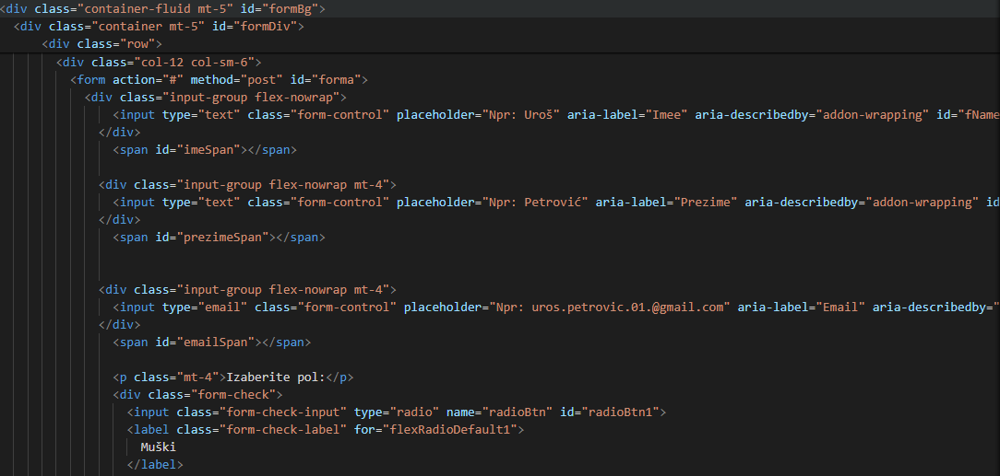 <div class="container-fluid mt-5" id="formBg">
<div class="container mt-5" id="formDiv">
<div class="row">
<div class="col-12 col-sm-6">
<form action="#" method="post" id="forma">
<div class="input-group flex-nowrap">
<input type="text" class="form-control" placeholder="Npr: Uroš" aria-label="Imee" aria-describedby="addon-wrapping" id="fName
</div>
<span id="imeSpan"></span>
<div class="input-group flex-nowrap mt-4">
<input type="text" class="form-control" placeholder="Npr: Petrović" aria-label="Prezime" aria-describedby="addon-wrapping" id
</div>
<span id="prezimeSpan"></span>
<div class="input-group flex-nowrap mt-4">
<input type="email" class="form-control" placeholder="Npr: uros.petrovic.01.@gmail.com" aria-label="Email" aria-describedby="
</div>
<span id="emailSpan"></span>
<p class="mt-4">Izaberite pol:</p>
<div class="form-check">
<input class="form-check-input" type="radio" name="radioBtn" id="radioBtn1">
<label class="form-check-label" for="flexRadioDefault1">
Muški
</label>